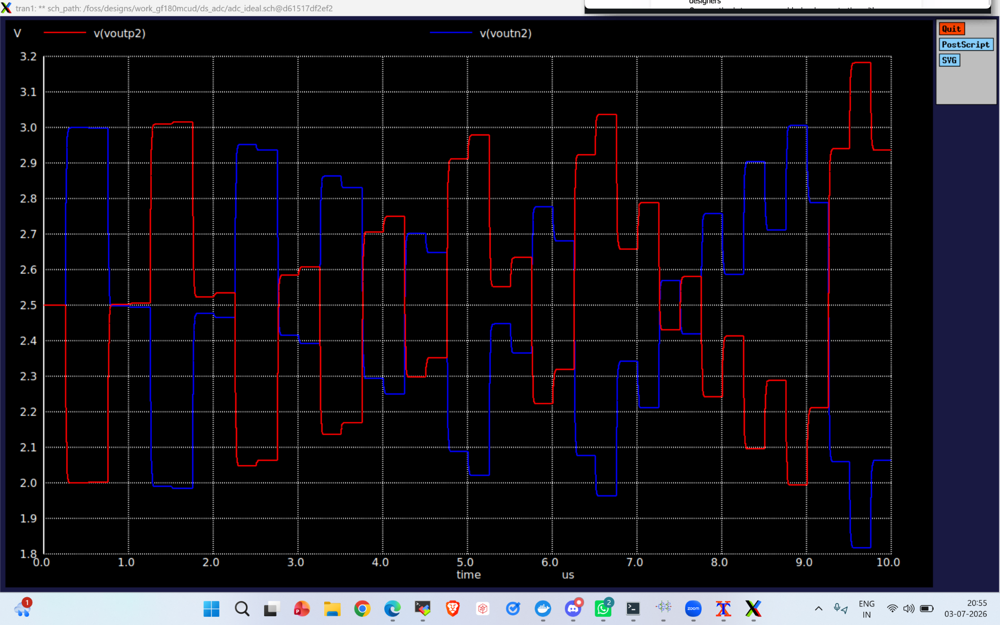 tran1: ** sch_path: /foss/designs/work_gf180mcud/ds_adc/adc_ideal.sch@d61517df2ef2
designers
V
v(voutp2)
v(voutn2)
Quit
PostScript
SVG
3.2
3.1
3.0
2.9
2.8
2.7
2.6
2.5
2.4
2.3
2.2
2.1
2.0
1.9
1.8
0.0 1.0 2.0 3.0 4.0 5.0 6.0 7.0 8.0 9.0 10.0
time us
1
P
zoom
2
ENG
IN
20:55
03-07-2026